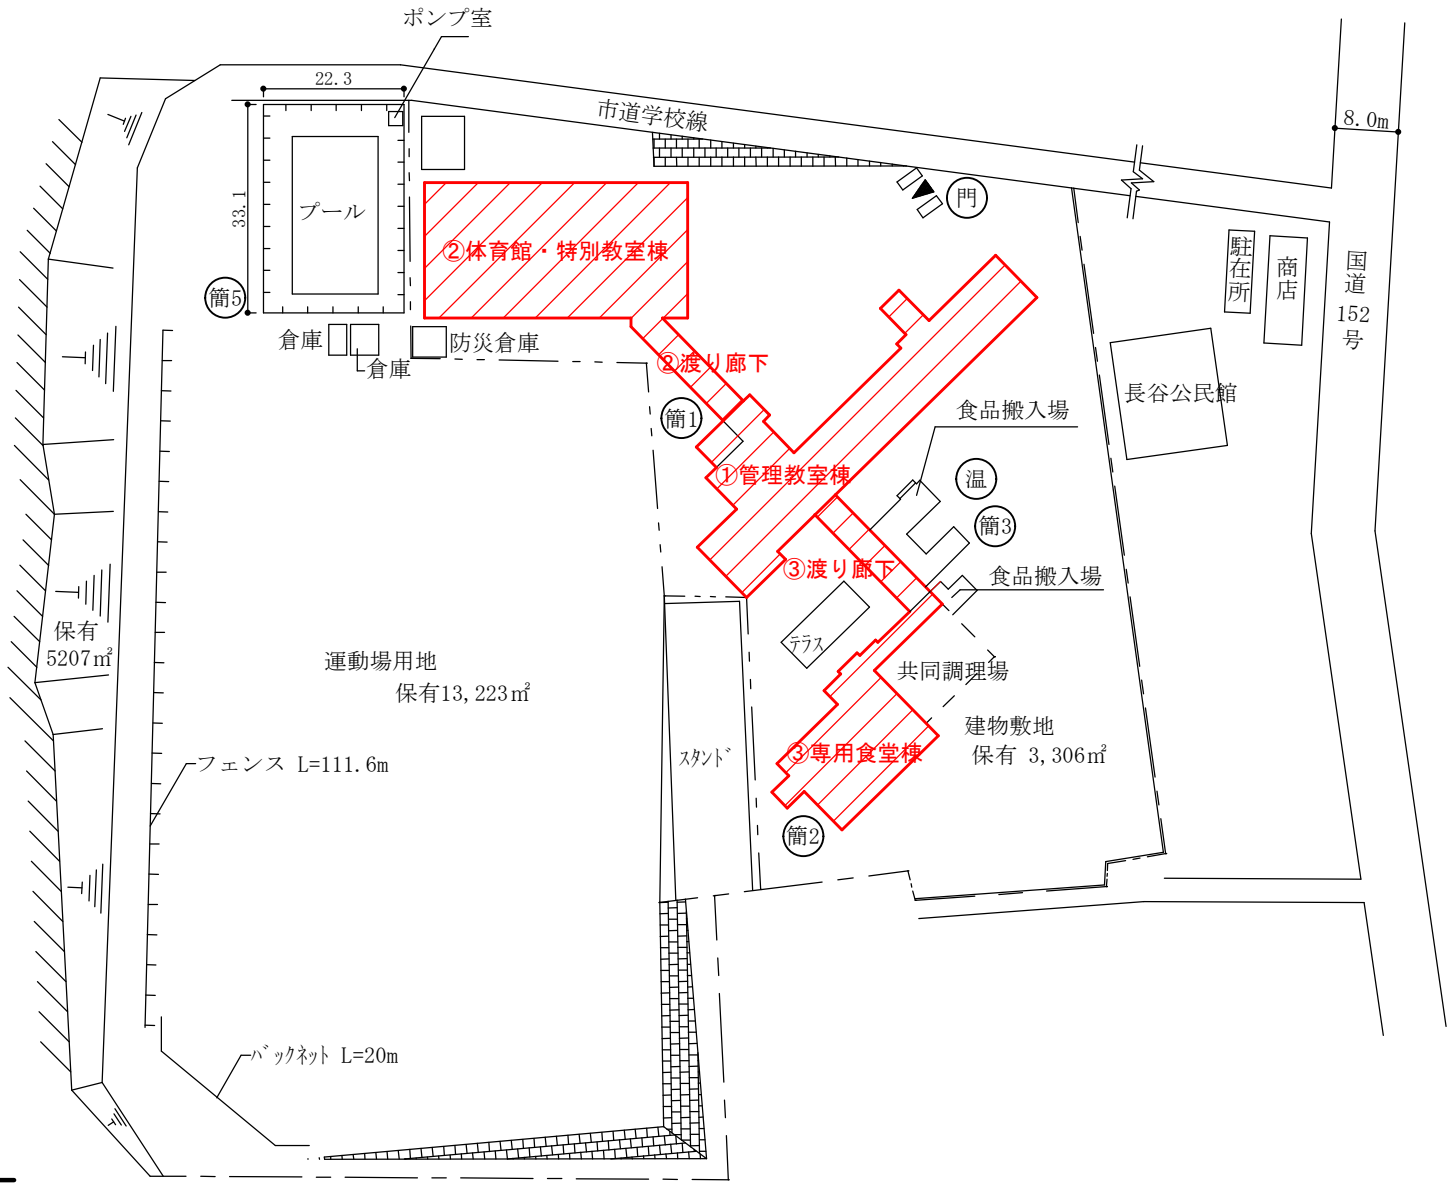 ポンプ室
22.3
市道学校線
8.0m
33.1
プール
門
②体育館・特別教室棟
駐在所
商店
国道
152
号
簡5
倉庫
倉庫
防災倉庫
②渡り廊下
長谷公民館
食品搬入場
簡1
①管理教室棟
温
簡3
③渡り廊下
食品搬入場
保有
5207㎡
テラス
運動場用地
保有13,223㎡
共同調理場
建物敷地
保有 3,306㎡
スタンド
③専用食堂棟
フェンス L=111.6m
簡2
バックネット L=20m